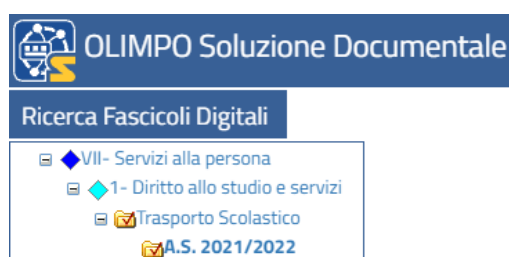 OLIMPO Soluzione Documentale
Ricerca Fascicoli Digitali
VII- Servizi alla persona
1- Diritto allo studio e servizi
Trasporto Scolastico
A.S. 2021/2022